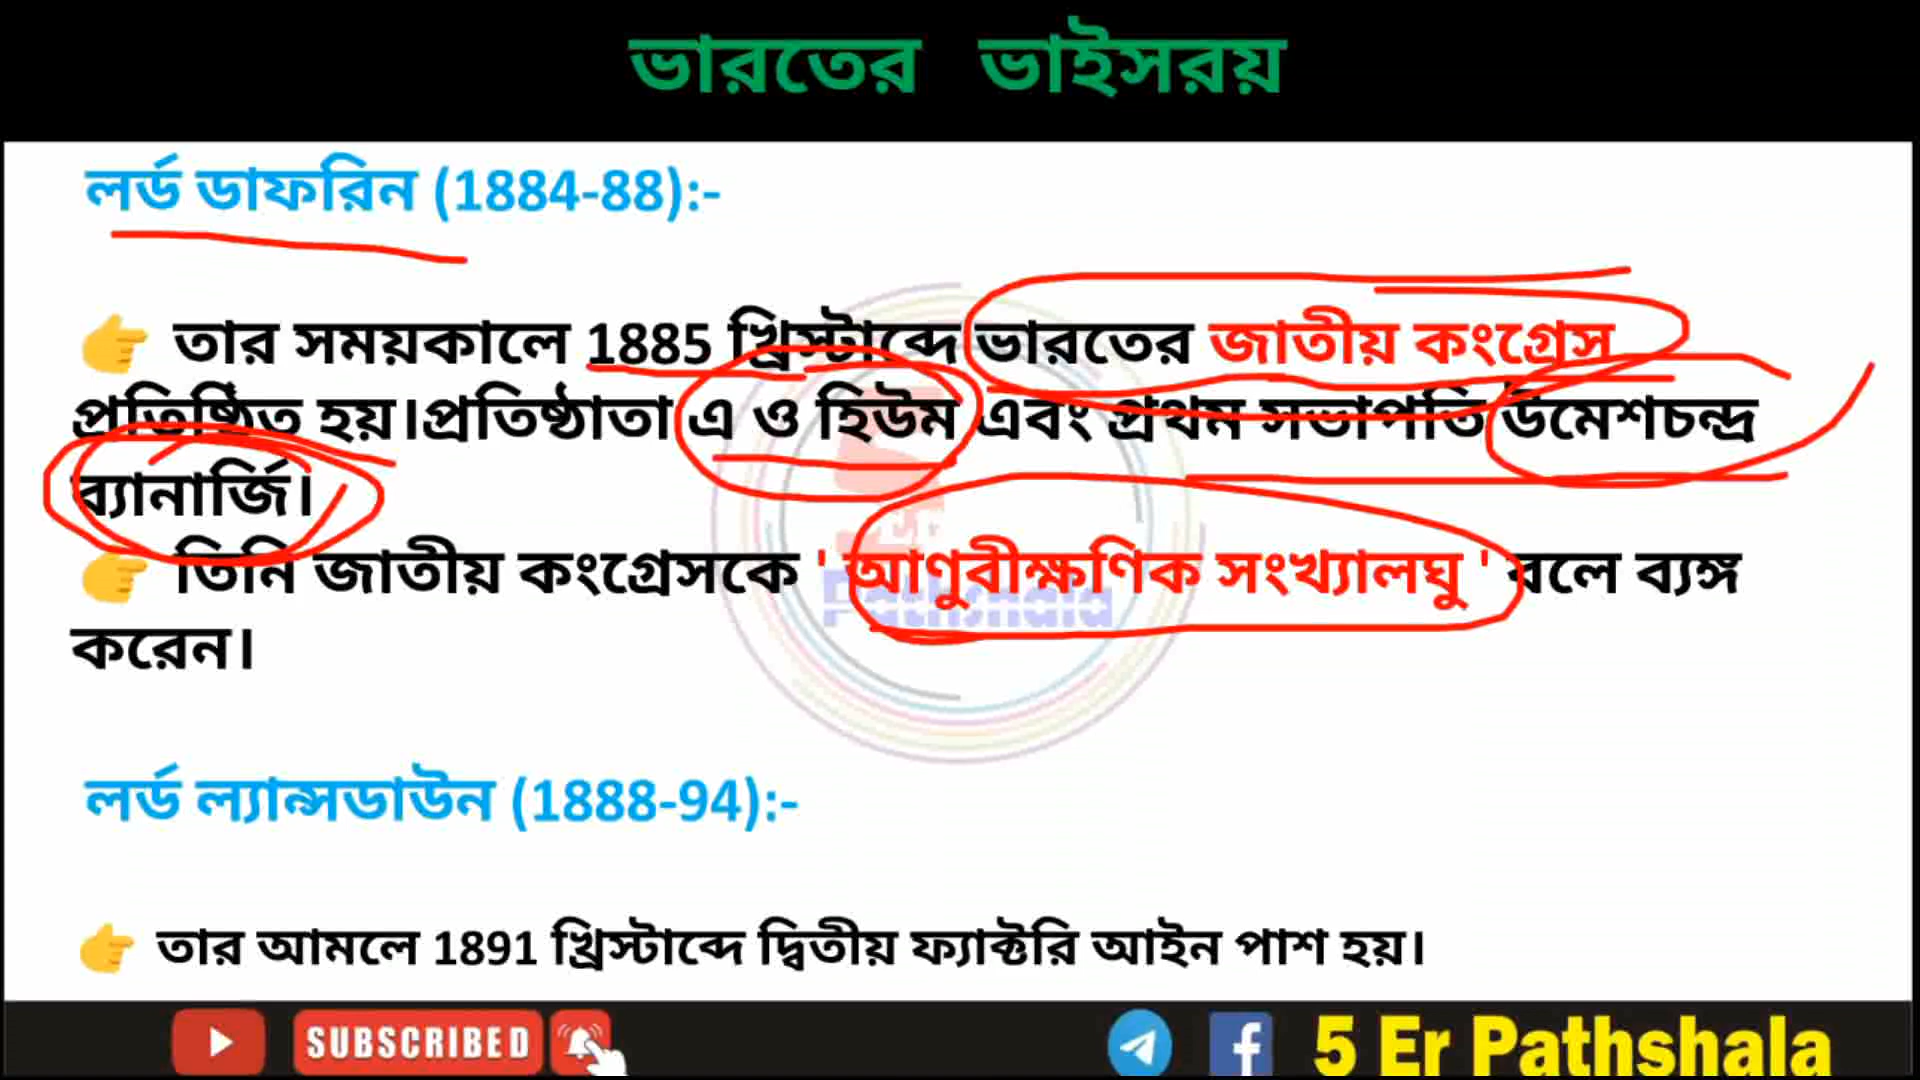 ভারতের ভাইসরয়
লর্ড ডাফরিন (1884-88):-
👉 তার সময়কালে 1885 খ্রিস্টাব্দে ভারতের জাতীয় কংগ্রেস
প্রতিষ্ঠিত হয়।প্রতিষ্ঠাতা এ ও হিউম এবং প্রথম সভাপতি উমেশচন্দ্র
ব্যানার্জি।
👉 তিনি জাতীয় কংগ্রেসকে ' আণুবীক্ষণিক সংখ্যালঘু ' বলে ব্যঙ্গ
করেন।
Pathshala
লর্ড ল্যান্সডাউন (1888-94):-
👉 তার আমলে 1891 খ্রিস্টাব্দে দ্বিতীয় ফ্যাক্টরি আইন পাশ হয়।
SUBSCRIBED
5 Er Pathshala